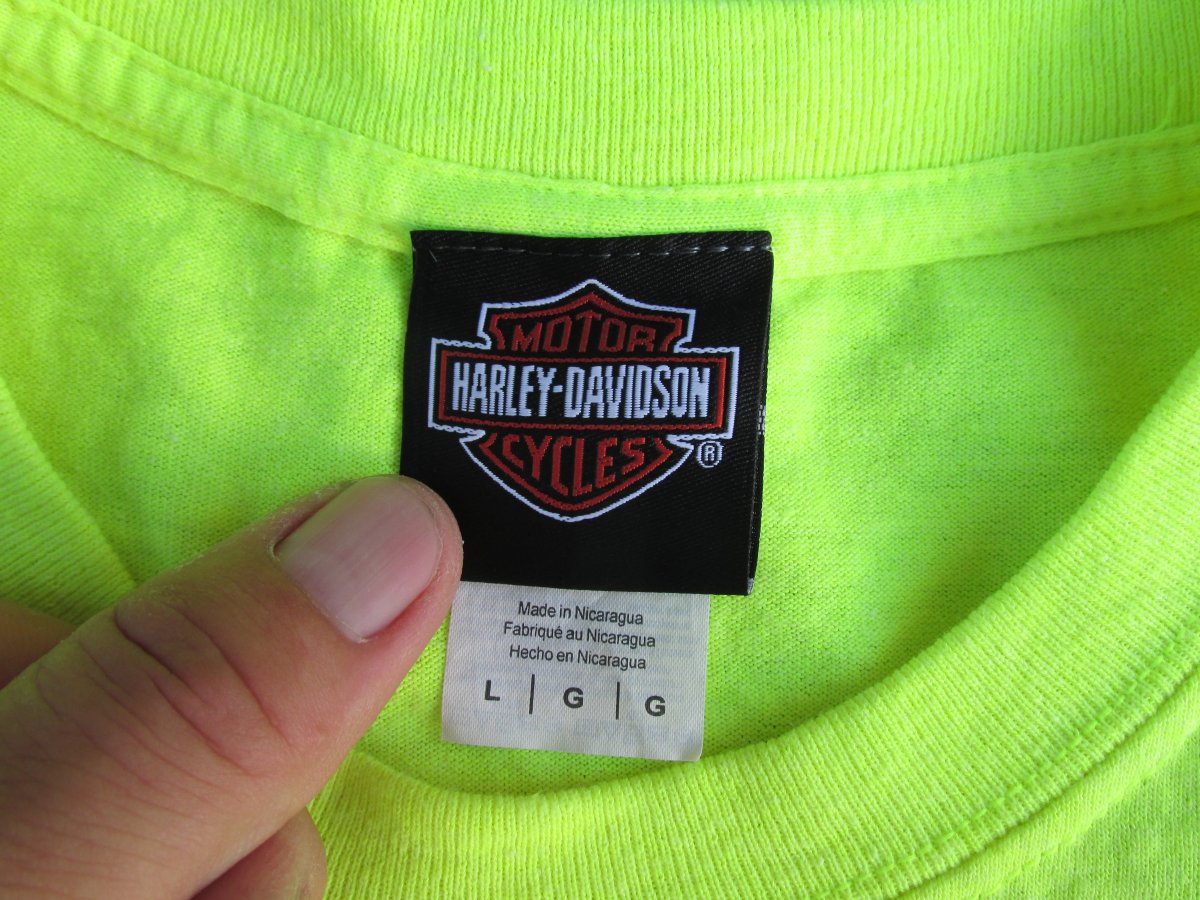 MOTOR
HARLEY-DAVIDSON
CYCLES
®
Made in Nicaragua
Fabriqué au Nicaragua
Hecho en Nicaragua
L | G | G